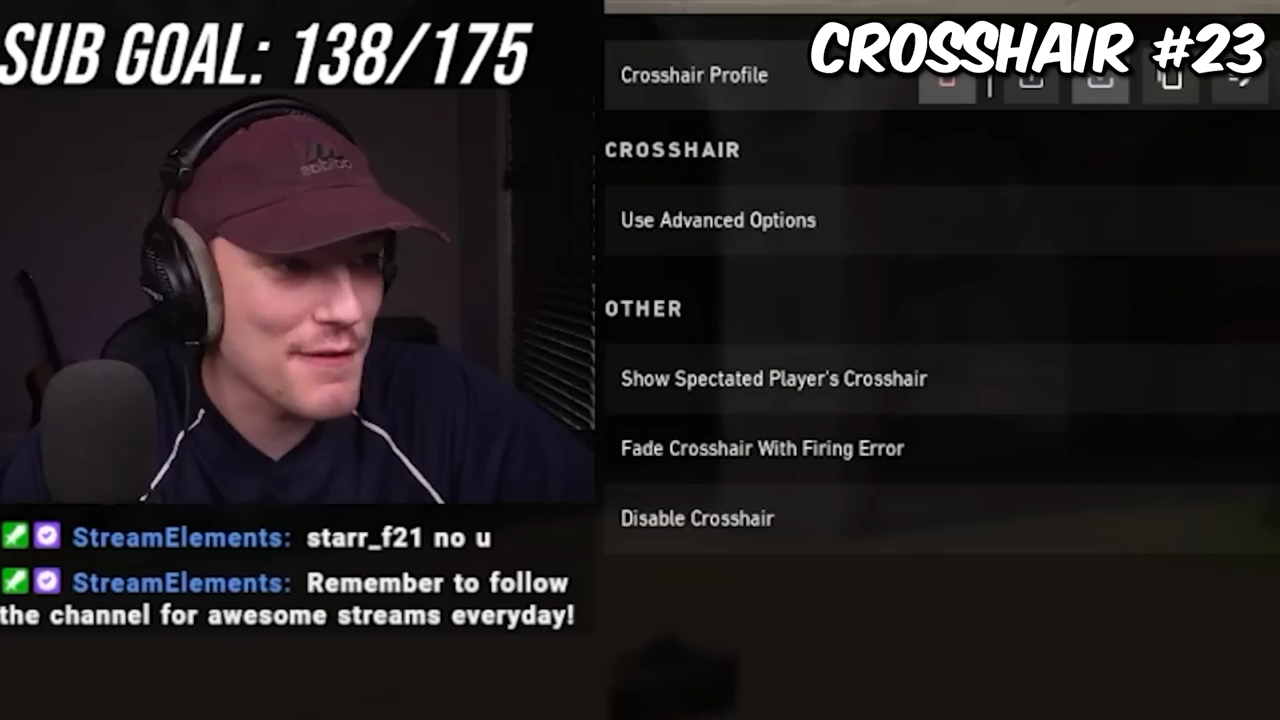 SUB GOAL: 138/175
CROSSHAIR #23
Crosshair Profile
CROSSHAIR
Use Advanced Options
OTHER
Show Spectated Player's Crosshair
Fade Crosshair With Firing Error
Disable Crosshair
adidas
StreamElements: starr_f21 no u
StreamElements: Remember to follow
the channel for awesome streams everyday!